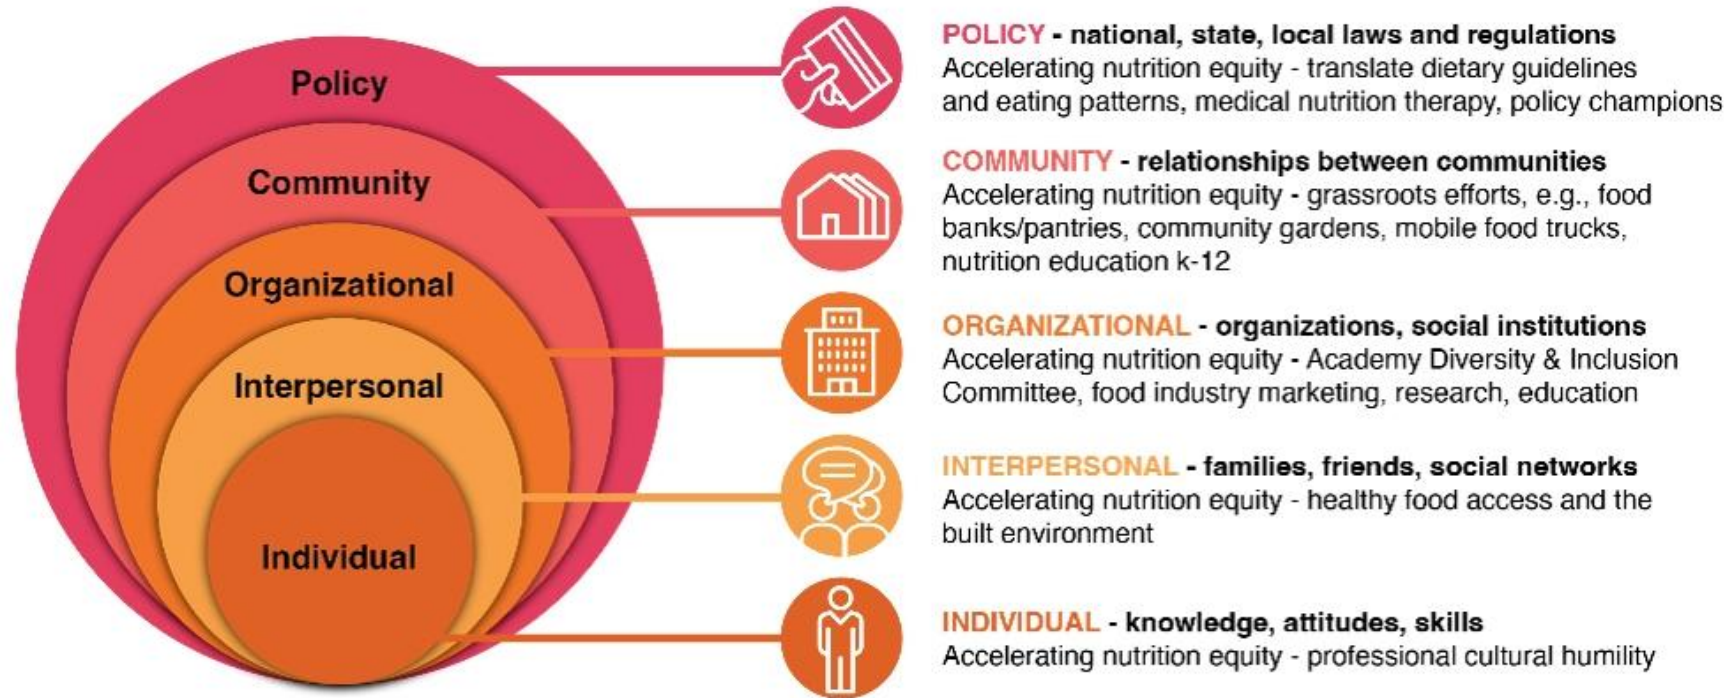 Policy
Community
Organizational
Interpersonal
Individual
POLICY - national, state, local laws and regulations
Accelerating nutrition equity - translate dietary guidelines
and eating patterns, medical nutrition therapy, policy champions
COMMUNITY - relationships between communities
Accelerating nutrition equity - grassroots efforts, e.g., food
banks/pantries, community gardens, mobile food trucks,
nutrition education k-12
ORGANIZATIONAL - organizations, social institutions
Accelerating nutrition equity - Academy Diversity & Inclusion
Committee, food industry marketing, research, education
INTERPERSONAL - families, friends, social networks
Accelerating nutrition equity - healthy food access and the
built environment
INDIVIDUAL - knowledge, attitudes, skills
Accelerating nutrition equity - professional cultural humility